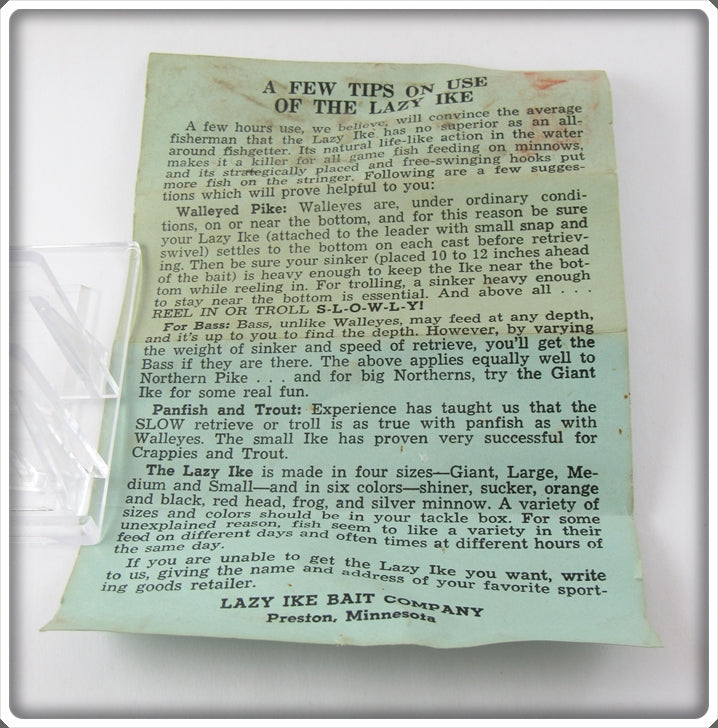 A FEW TIPS ON USE
OF THE LAZY IKE
A few hours use, we believe, will convince the average
fisherman that the Lazy Ike has no superior as an all-
around fishgetter. Its natural life-like action in the water
makes it a killer for all game fish feeding on minnows,
and its strategically placed and free-swinging hooks put
more fish on the stringer. Following are a few sugges-
tions which will prove helpful to you:
Walleyed Pike: Walleyes are, under ordinary condi-
tions, on or near the bottom, and for this reason be sure
your Lazy Ike (attached to the leader with small snap and
swivel) settles to the bottom on each cast before retriev-
ing. Then be sure your sinker (placed 10 to 12 inches ahead
of the bait) is heavy enough to keep the Ike near the bot-
tom while reeling in. For trolling, a sinker heavy enough
to stay near the bottom is essential. And above all . . .
REEL IN OR TROLL S-L-O-W-L-Y!
For Bass: Bass, unlike Walleyes, may feed at any depth,
and it's up to you to find the depth. However, by varying
the weight of sinker and speed of retrieve, you'll get the
Bass if they are there. The above applies equally well to
Northern Pike . . . and for big Northerns, try the Giant
Ike for some real fun.
Panfish and Trout: Experience has taught us that the
SLOW retrieve or troll is as true with panfish as with
Walleyes. The small Ike has proven very successful for
Crappies and Trout.
The Lazy Ike is made in four sizes—Giant, Large, Me-
dium and Small—and in six colors—shiner, sucker, orange
and black, red head, frog, and silver minnow. A variety of
sizes and colors should be in your tackle box. For some
unexplained reason, fish seem to like a variety in their
feed on different days and often times at different hours of
the same day.
If you are unable to get the Lazy Ike you want, write
to us, giving the name and address of your favorite sport-
ing goods retailer.
LAZY IKE BAIT COMPANY
Preston, Minnesota